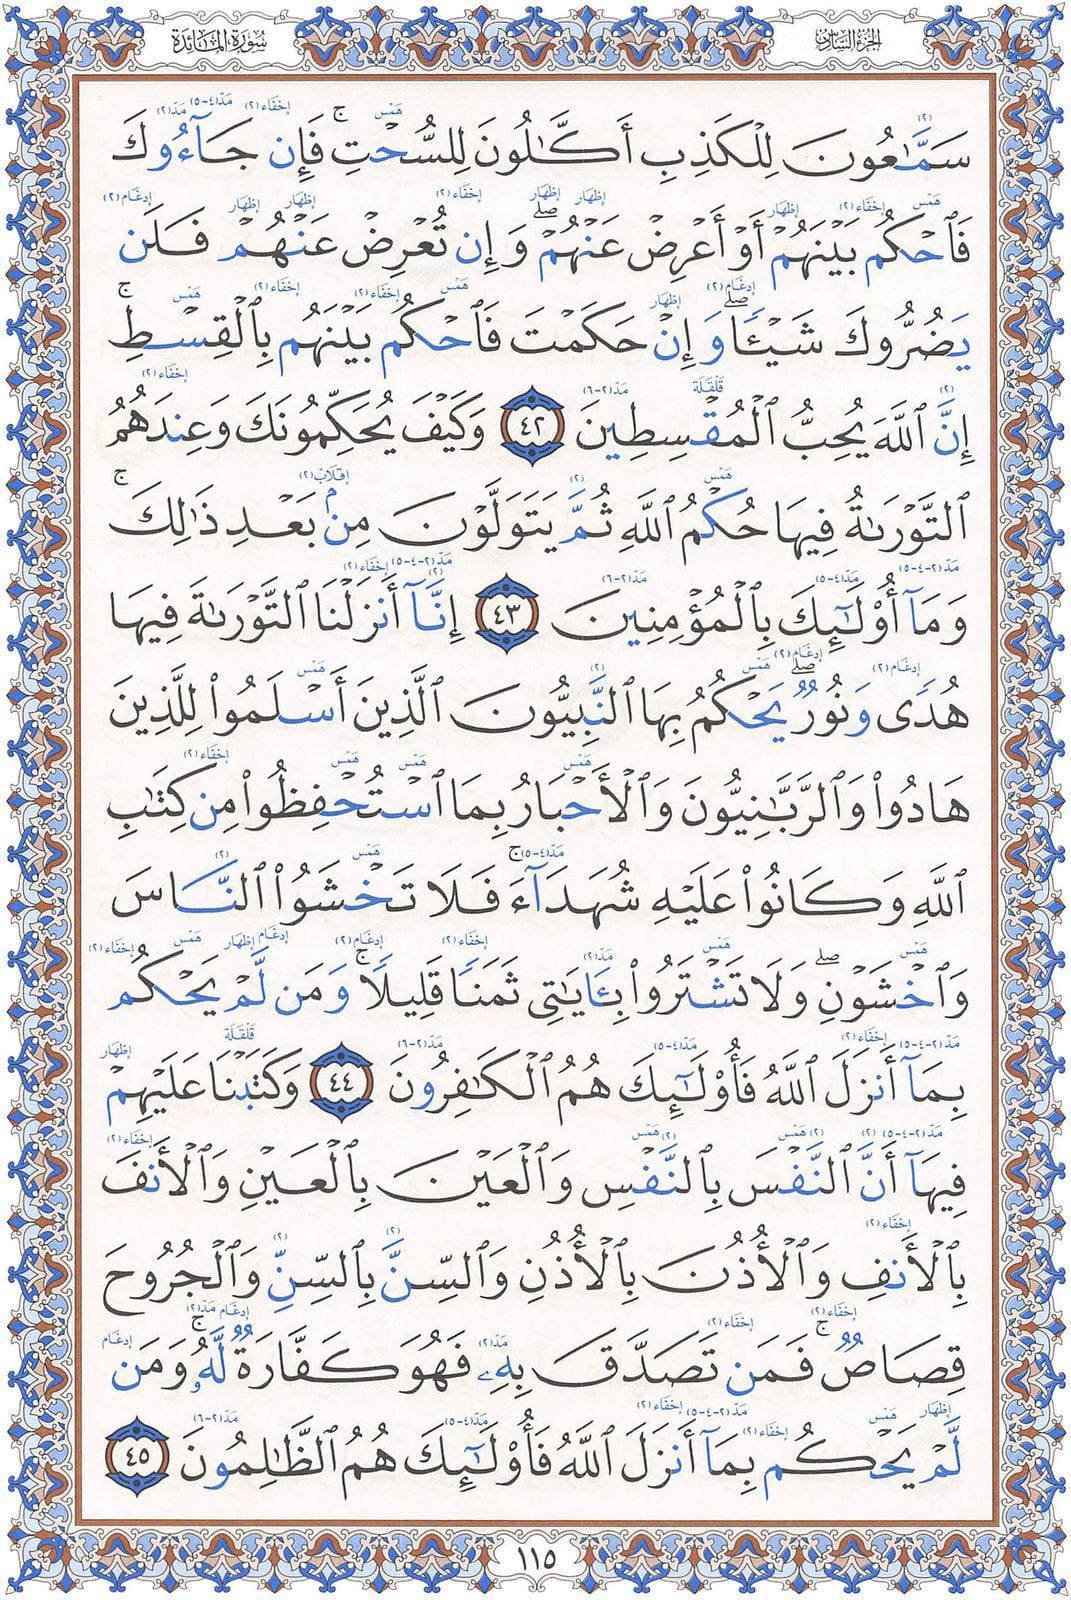 الجزء السادس
سورة المائدة
سَمَّٰعُونَ لِلْكَذِبِ أَكَّٰلُونَ لِلسُّحْتِ ۚ فَإِن جَآءُوكَ
فَٱحْكُم بَيْنَهُمْ أَوْ أَعْرِضْ عَنْهُمْ ۖ وَإِن تُعْرِضْ عَنْهُمْ فَلَن
يَضُرُّوكَ شَيْـًٔا ۖ وَإِنْ حَكَمْتَ فَٱحْكُم بَيْنَهُم بِٱلْقِسْطِ ۚ
إِنَّ ٱللَّهَ يُحِبُّ ٱلْمُقْسِطِينَ ٤٢ وَكَيْفَ يُحَكِّمُونَكَ وَعِندَهُمُ
ٱلتَّوْرَىٰةُ فِيهَا حُكْمُ ٱللَّهِ ثُمَّ يَتَوَلَّوْنَ مِنۢ بَعْدِ ذَٰلِكَ ۚ
وَمَآ أُو۟لَٰٓئِكَ بِٱلْمُؤْمِنِينَ ٤٣ إِنَّآ أَنزَلْنَا ٱلتَّوْرَىٰةَ فِيهَا
هُدًى وَنُورٌ ۚ يَحْكُمُ بِهَا ٱلنَّبِيُّونَ ٱلَّذِينَ أَسْلَمُوا۟ لِلَّذِينَ
هَادُوا۟ وَٱلرَّبَّٰنِيُّونَ وَٱلْأَحْبَارُ بِمَا ٱسْتُحْفِظُوا۟ مِن كِتَٰبِ
ٱللَّهِ وَكَانُوا۟ عَلَيْهِ شُهَدَآءَ ۚ فَلَا تَخْشَوُا۟ ٱلنَّاسَ
وَٱخْشَوْنِ ۖ وَلَا تَشْتَرُوا۟ بِـَٔايَٰتِى ثَمَنًا قَلِيلًا ۚ وَمَن لَّمْ يَحْكُم
بِمَآ أَنزَلَ ٱللَّهُ فَأُو۟لَٰٓئِكَ هُمُ ٱلْكَٰفِرُونَ ٤٤ وَكَتَبْنَا عَلَيْهِمْ
فِيهَآ أَنَّ ٱلنَّفْسَ بِٱلنَّفْسِ وَٱلْعَيْنَ بِٱلْعَيْنِ وَٱلْأَنفَ
بِٱلْأَنفِ وَٱلْأُذُنَ بِٱلْأُذُنِ وَٱلسِّنَّ بِٱلسِّنِّ وَٱلْجُرُوحَ
قِصَاصٌ ۚ فَمَن تَصَدَّقَ بِهِۦ فَهُوَ كَفَّارَةٌ لَّهُۥ ۚ وَمَن
لَّمْ يَحْكُم بِمَآ أَنزَلَ ٱللَّهُ فَأُو۟لَٰٓئِكَ هُمُ ٱلظَّٰلِمُونَ ٤٥
١١٥